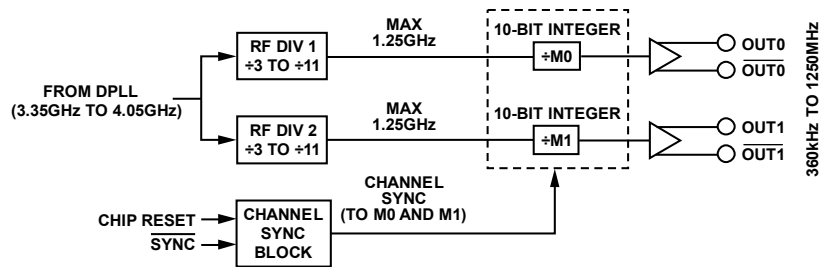 FROM DPLL
(3.35GHz TO 4.05GHz)
RF DIV 1
÷3 TO ÷11
MAX
1.25GHz
10-BIT INTEGER
÷M0
OUT0
OUT0
RF DIV 2
÷3 TO ÷11
MAX
1.25GHz
10-BIT INTEGER
÷M1
OUT1
OUT1
360kHz TO 1250MHz
CHIP RESET
SYNC
CHANNEL
SYNC
BLOCK
CHANNEL
SYNC
(TO M0 AND M1)